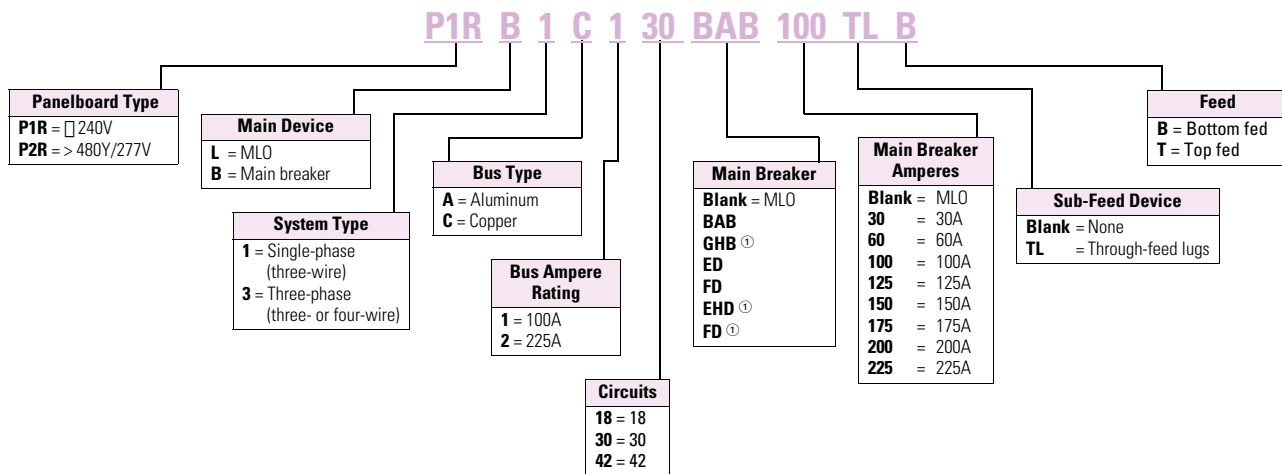 P1R B 1 C 1 30 BAB 100 TL B
Panelboard Type
P1R = ▯ 240V
P2R = > 480Y/277V
Main Device
L = MLO
B = Main breaker
System Type
1 = Single-phase
(three-wire)
3 = Three-phase
(three- or four-wire)
Bus Type
A = Aluminum
C = Copper
Bus Ampere
Rating
1 = 100A
2 = 225A
Circuits
18 = 18
30 = 30
42 = 42
Main Breaker
Blank = MLO
BAB
GHB ①
ED
FD
EHD ①
FD ①
Main Breaker
Amperes
Blank = MLO
30 = 30A
60 = 60A
100 = 100A
125 = 125A
150 = 150A
175 = 175A
200 = 200A
225 = 225A
Sub-Feed Device
Blank = None
TL = Through-feed lugs
Feed
B = Bottom fed
T = Top fed